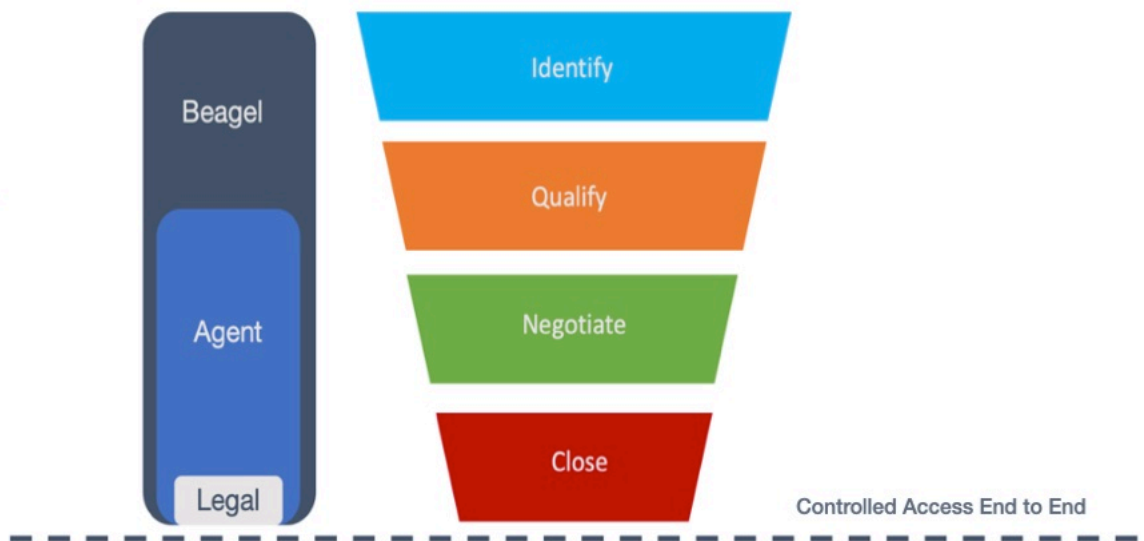 Beagel
Agent
Legal
Identify
Qualify
Negotiate
Close
Controlled Access End to End